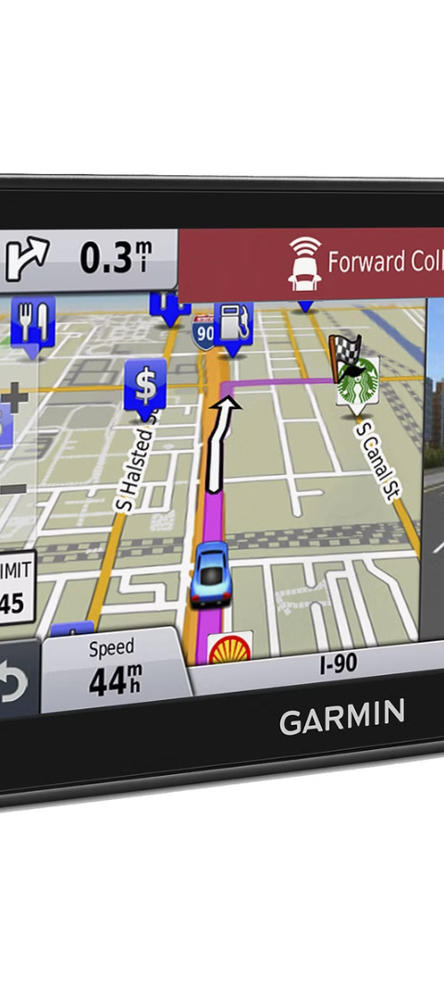 0.3 mi
Forward Coll
90
$
S Halsted St
S Canal St
IMIT
45
Speed
44 mh
I-90
GARMIN